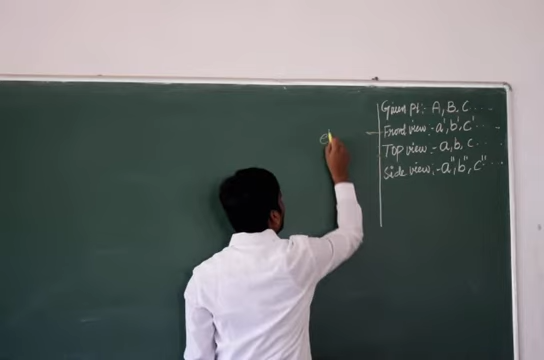 Given pt:- A, B, C ....
Front view:- a', b', c' ....
Top view:- a, b, c ....
Side view:- a", b", c" ...